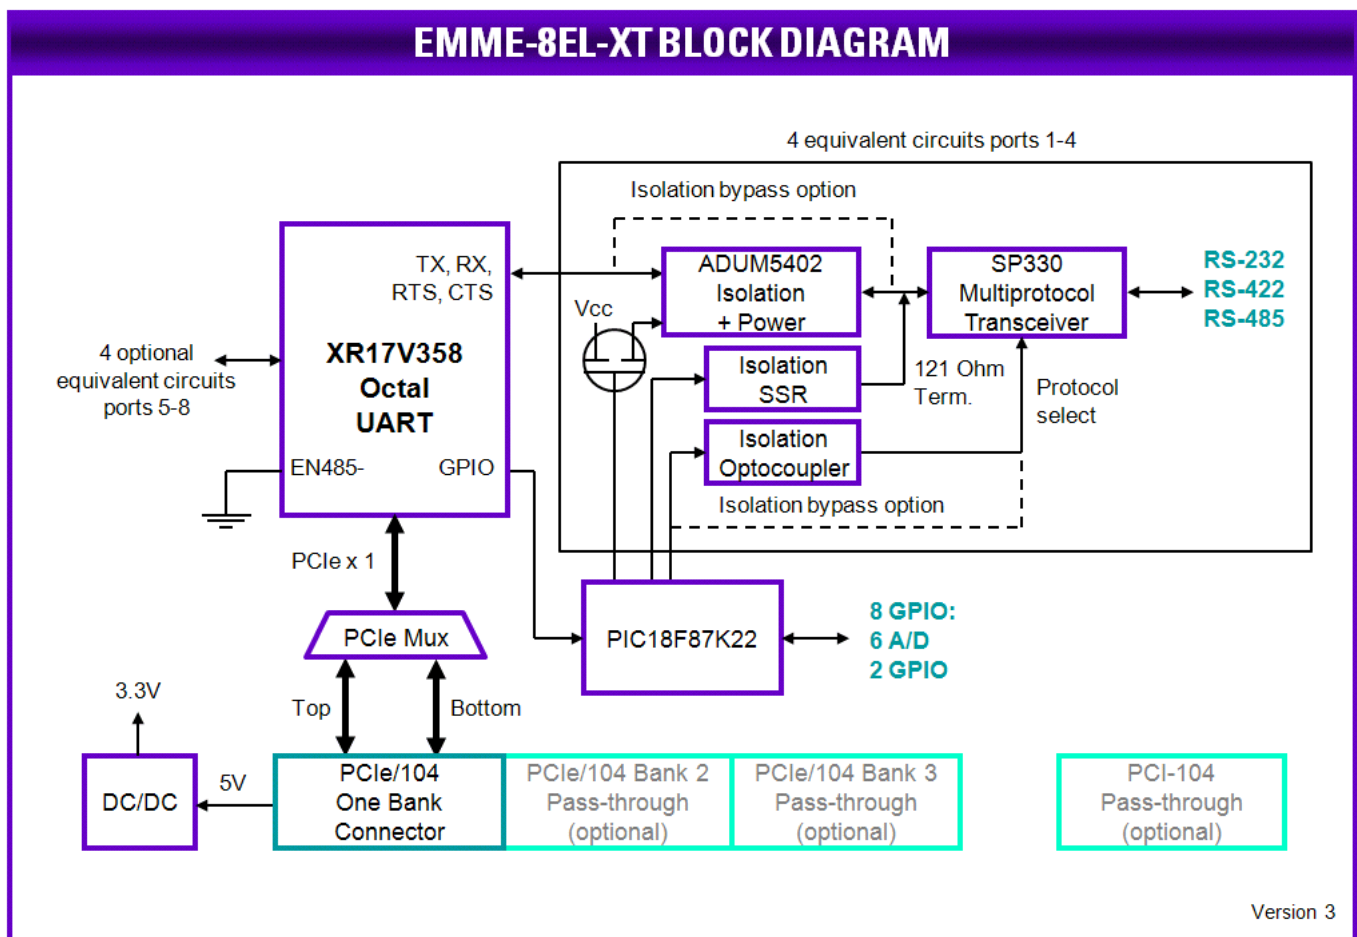 EMME-8EL-XT BLOCK DIAGRAM
4 equivalent circuits ports 1-4
Isolation bypass option
TX, RX,
RTS, CTS
XR17V358
Octal
UART
EN485-
GPIO
4 optional
equivalent circuits
ports 5-8
Vcc
ADUM5402
Isolation
+ Power
SP330
Multiprotocol
Transceiver
RS-232
RS-422
RS-485
Isolation
SSR
121 Ohm
Term.
Protocol
select
Isolation
Optocoupler
Isolation bypass option
PCIe x 1
PCIe Mux
PIC18F87K22
8 GPIO:
6 A/D
2 GPIO
Top
Bottom
3.3V
DC/DC
5V
PCIe/104
One Bank
Connector
PCIe/104 Bank 2
Pass-through
(optional)
PCIe/104 Bank 3
Pass-through
(optional)
PCI-104
Pass-through
(optional)
Version 3